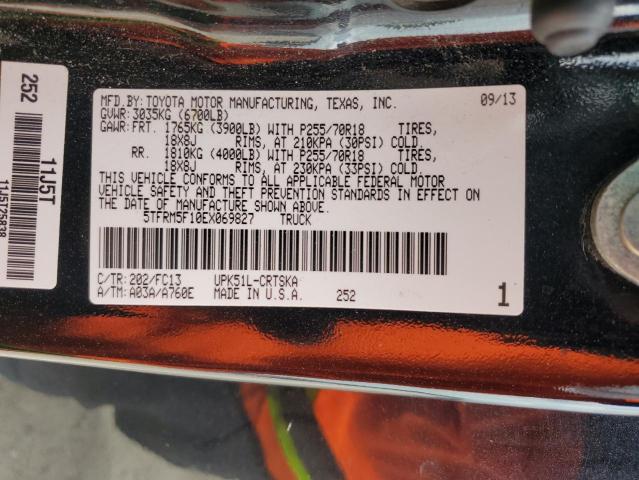 252
11J5T
11J5T75838
MFD.BY:TOYOTA MOTOR MANUFACTURING, TEXAS, INC. 09/13
GVWR:3035KG (6700LB)
GAWR:FRT. 1765KG (3900LB) WITH P255/70R18 TIRES,
18X8J RIMS, AT 210KPA (30PSI) COLD.
RR. 1810KG (4000LB) WITH P255/70R18 TIRES,
18X8J RIMS, AT 230KPA (33PSI) COLD.
THIS VEHICLE CONFORMS TO ALL APPLICABLE FEDERAL MOTOR
VEHICLE SAFETY AND THEFT PREVENTION STANDARDS IN EFFECT ON
THE DATE OF MANUFACTURE SHOWN ABOVE.
5TFRM5F10EX069827 TRUCK
C/TR:202/FC13 UPK51L-CRTSKA
A/TM:A03A/A760E MADE IN U.S.A. 252 1